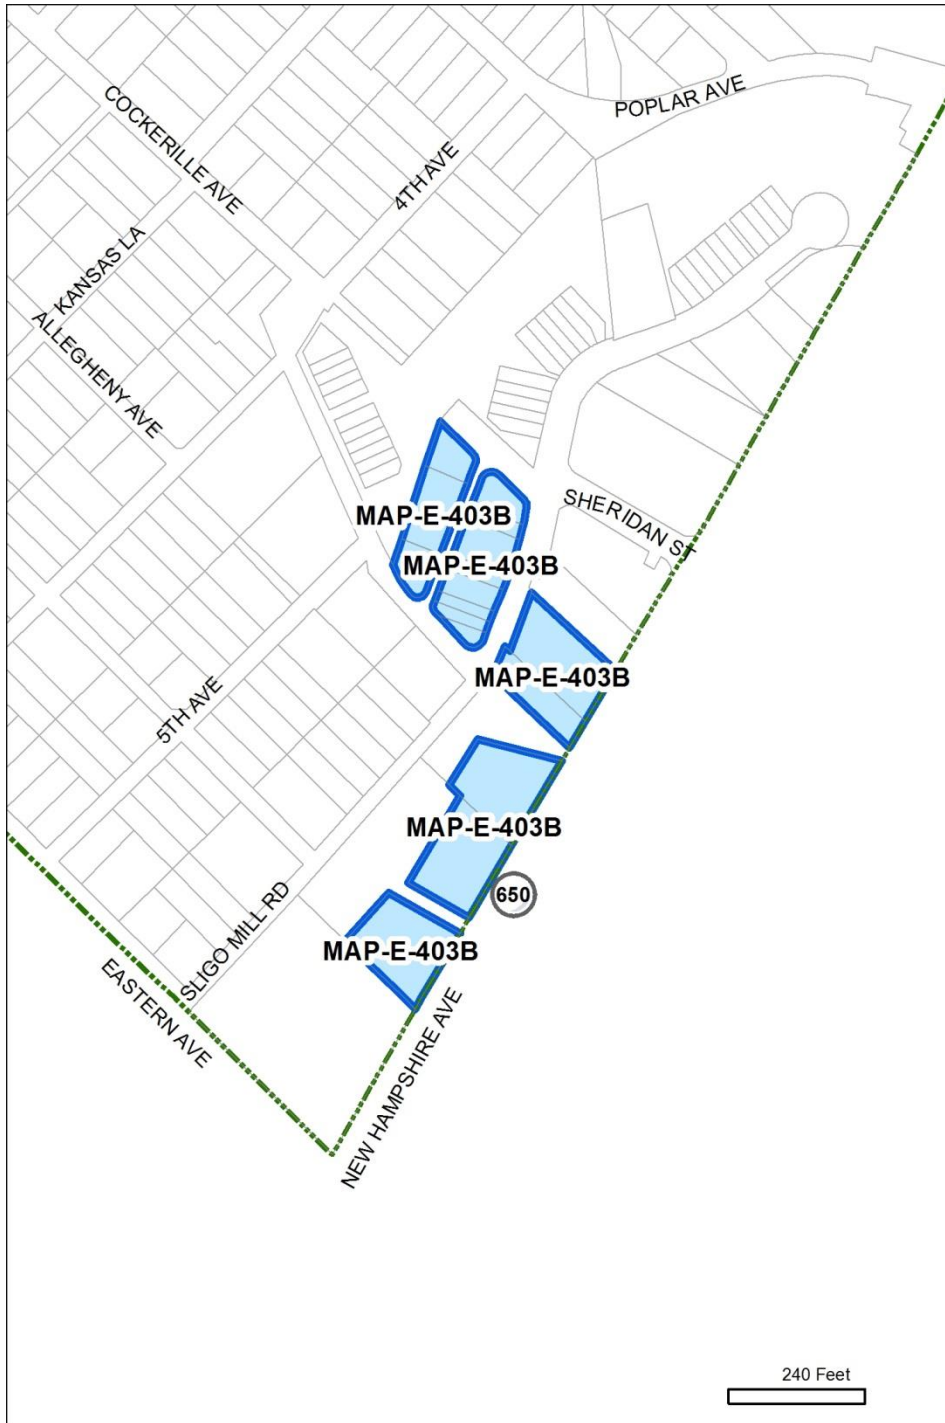 POPLAR AVE
COCKERILLE AVE
4TH AVE
KANSAS LA
ALLEGHENY AVE
MAP-E-403B
SHERIDAN ST
MAP-E-403B
MAP-E-403B
5TH AVE
MAP-E-403B
650
SLIGO MILL RD
MAP-E-403B
EASTERN AVE
NEW HAMPSHIRE AVE
240 Feet